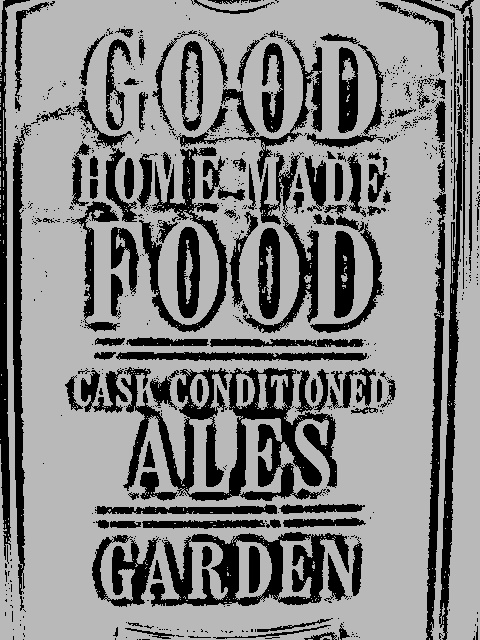 GOOD
HOME-MADE
FOOD
CASK CONDITIONED
ALES
GARDEN